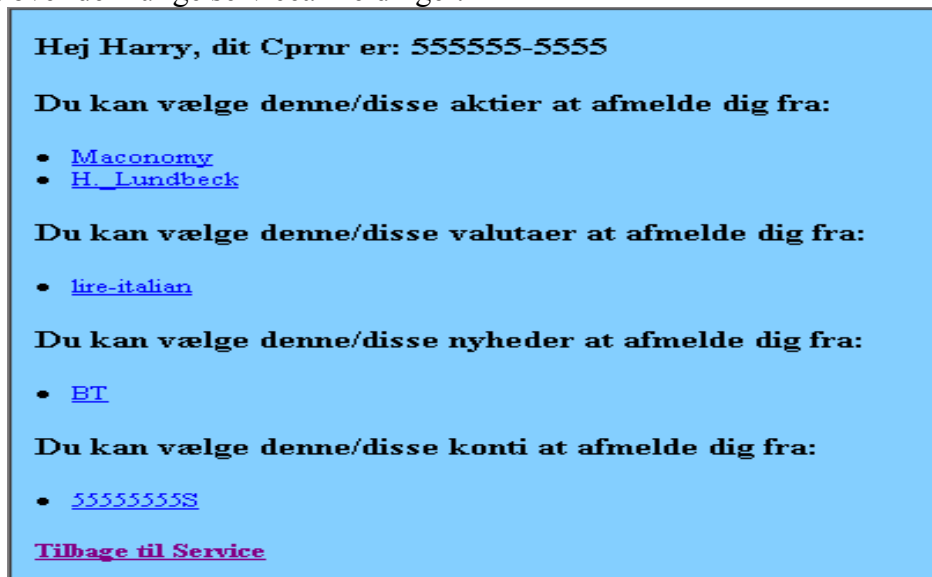 Hej Harry, dit Cprnr er: 555555-5555
Du kan vælge denne/disse aktier at afmelde dig fra:
• Maconomy
• H._Lundbeck
Du kan vælge denne/disse valutaer at afmelde dig fra:
• lire-italian
Du kan vælge denne/disse nyheder at afmelde dig fra:
• BT
Du kan vælge denne/disse konti at afmelde dig fra:
• 55555555S
Tilbage til Service